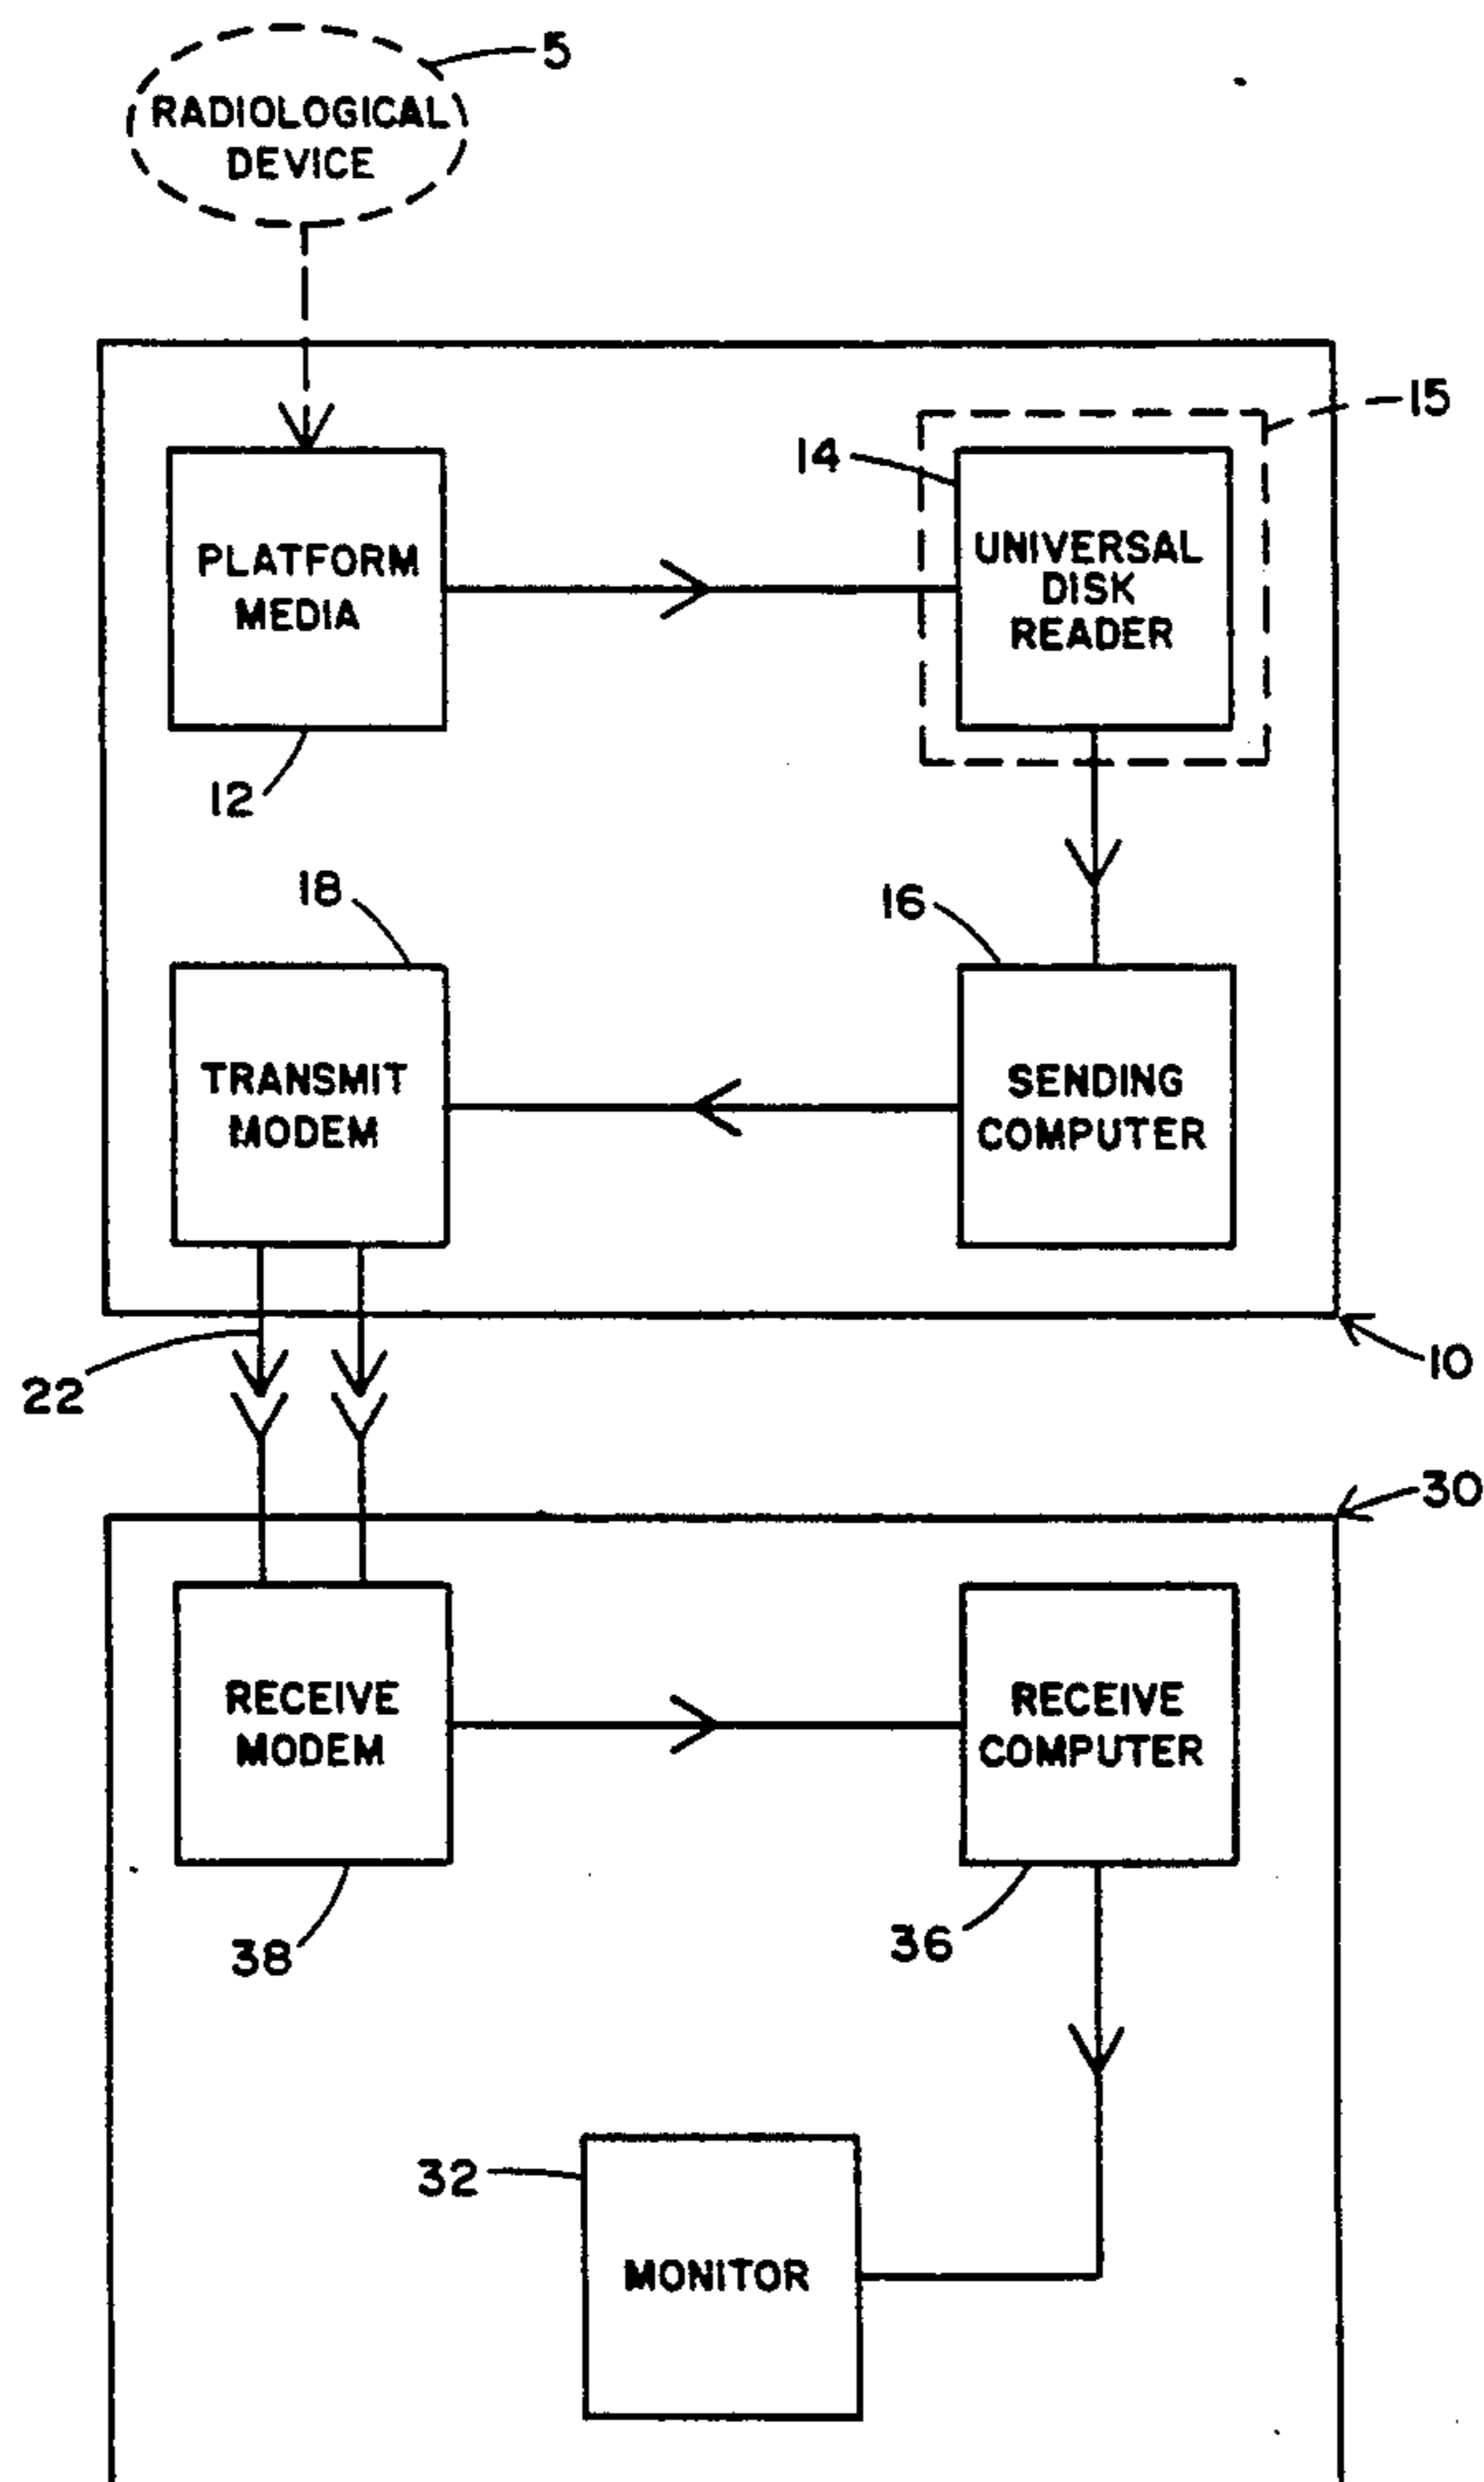 5
RADIOLOGICAL
DEVICE
15
14
PLATFORM
MEDIA
UNIVERSAL
DISK
READER
12
18
16
TRANSMIT
MODEM
SENDING
COMPUTER
22
10
30
RECEIVE
MODEM
RECEIVE
COMPUTER
38
36
32
MONITOR